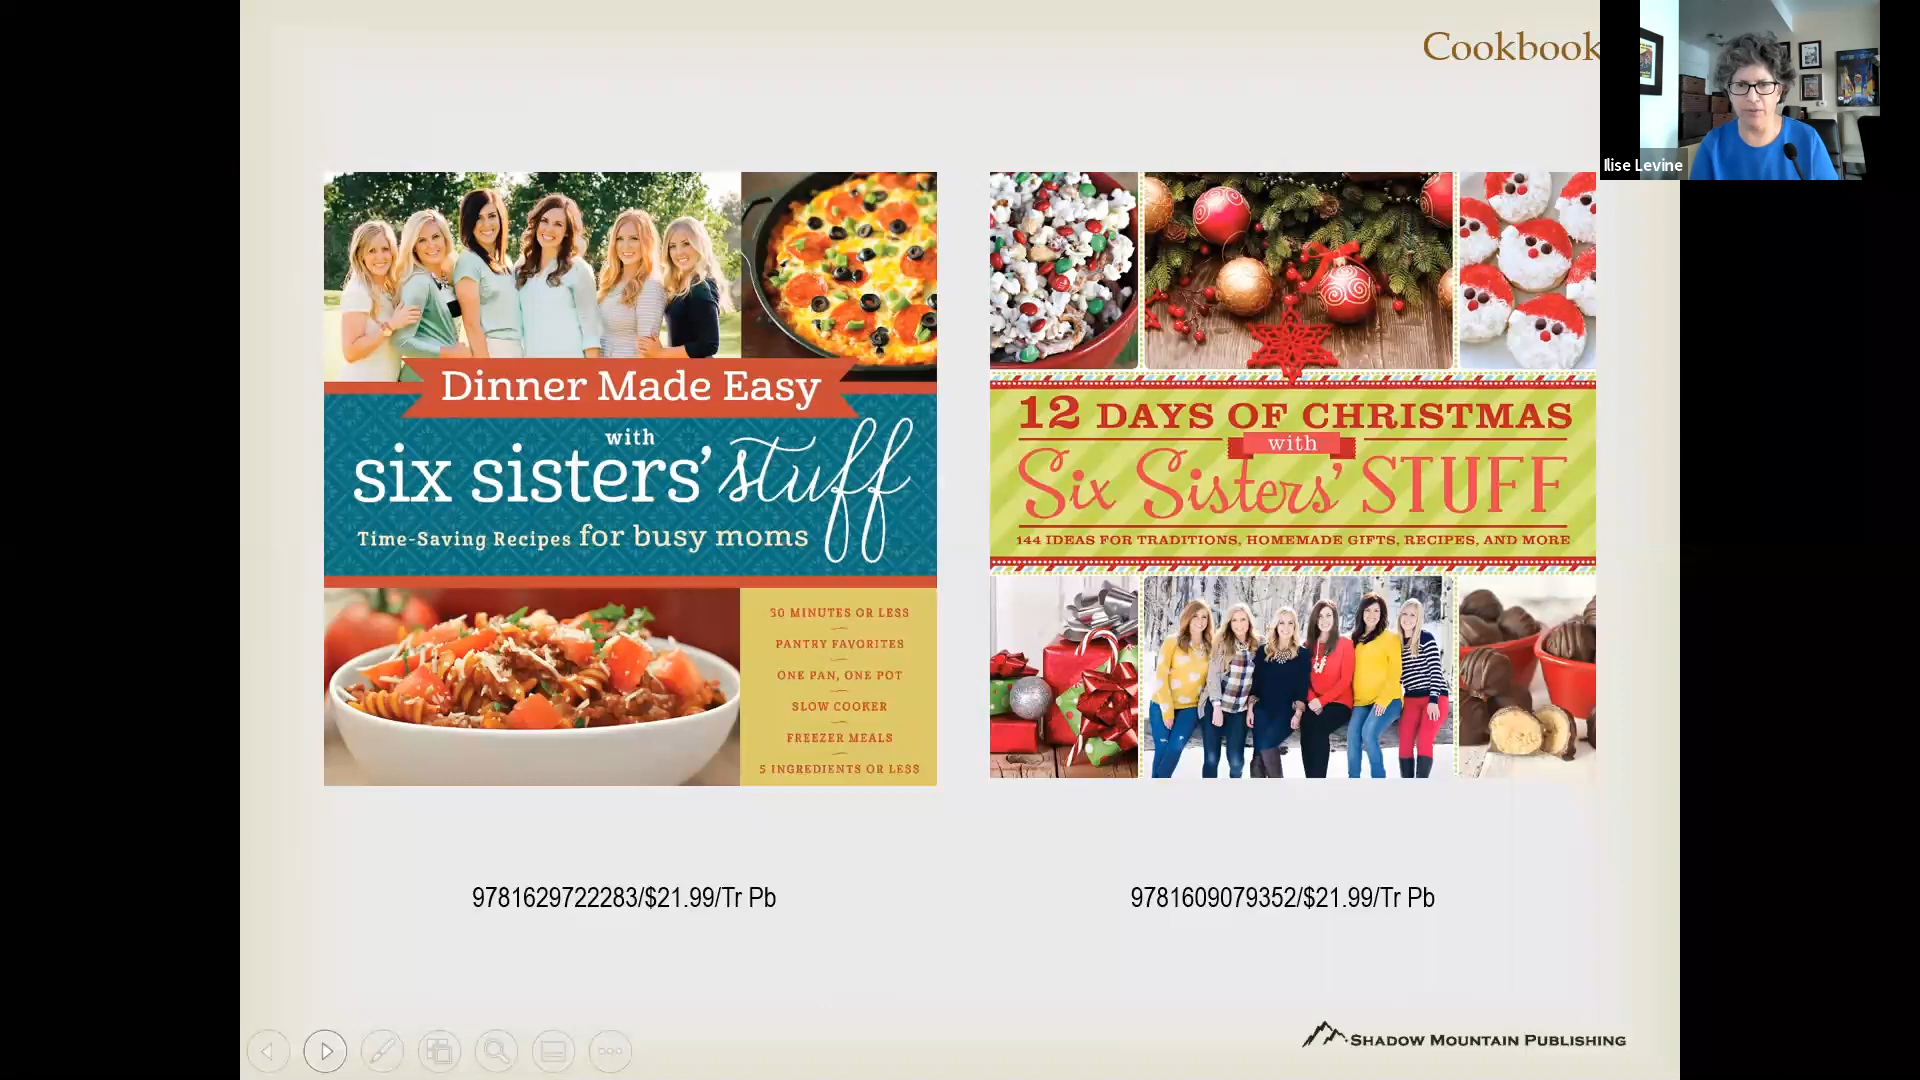 Cookbook
Ilise Levine
Dinner Made Easy
with
six sisters' stuff
Time-Saving Recipes for busy moms
30 MINUTES OR LESS
PANTRY FAVORITES
ONE PAN, ONE POT
SLOW COOKER
FREEZER MEALS
5 INGREDIENTS OR LESS
12 DAYS OF CHRISTMAS
with
Six Sisters' STUFF
144 IDEAS FOR TRADITIONS, HOMEMADE GIFTS, RECIPES, AND MORE
9781629722283/$21.99/Tr Pb
9781609079352/$21.99/Tr Pb
SHADOW MOUNTAIN PUBLISHING